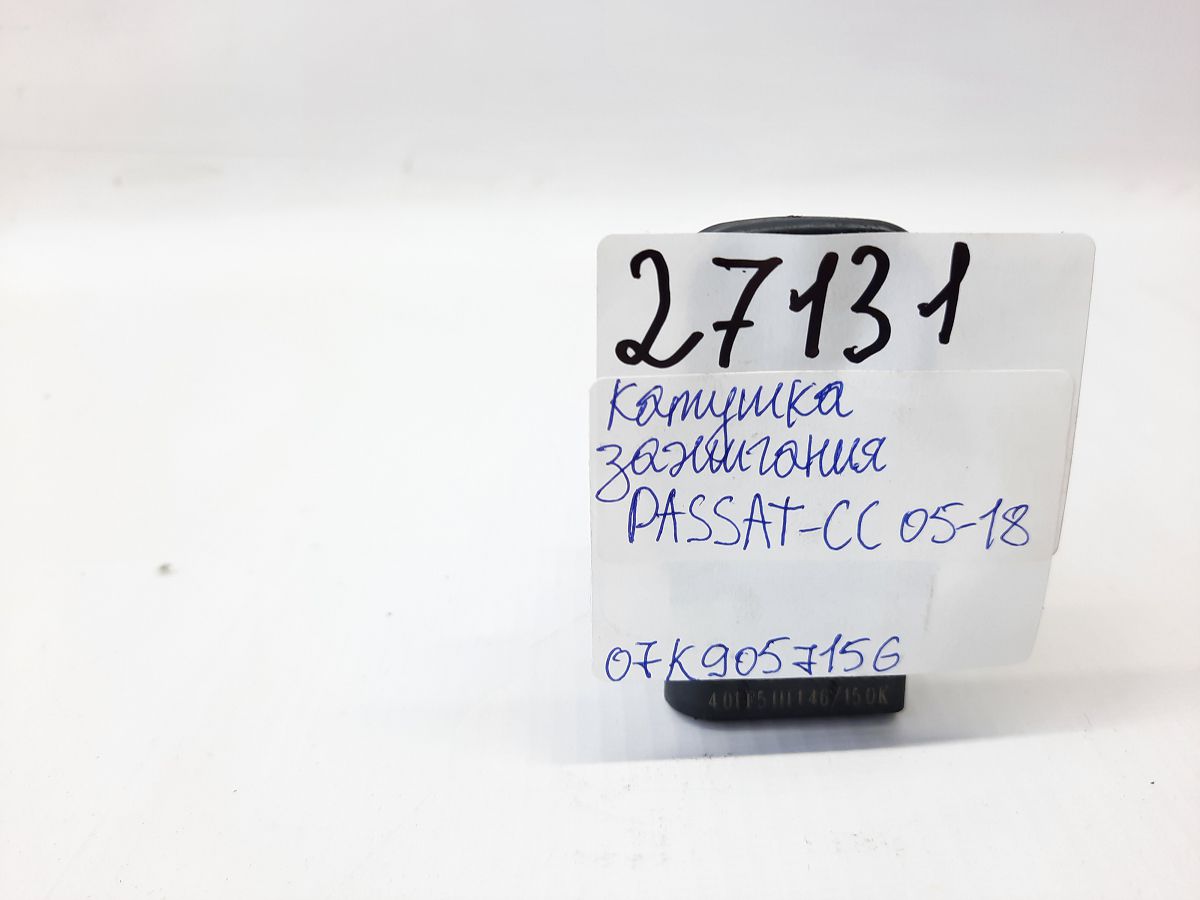 27131
катушка
зажигания
PASSAT-CC 05-18
07K905715G